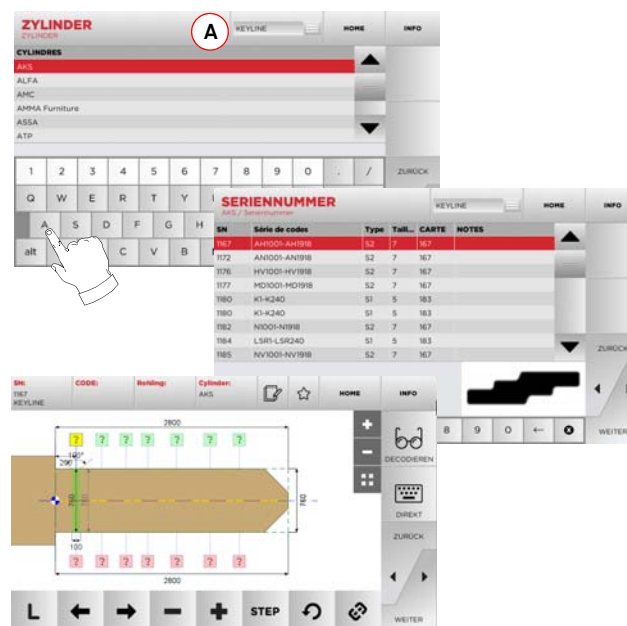 ZYLINDER
ZYLINDER
A
KEYLINE
HOME
INFO
CYLINDRES
AKS
ALFA
AMC
AMMA Furniture
ASSA
ATP
1 2 3 4 5 6 7 8 9 0 . /
ZURÜCK
Q W E R T Y
A S D F G H
alt C V B
SERIENNUMMER
AKS / Seriennummer
KEYLINE
HOME
INFO
SN Série de codes Type Taill... CARTE NOTES
1167 AH1001-AH1918 S2 7 167
1172 AN1001-AN1918 S2 7 167
1176 HV1001-HV1918 S2 7 167
1177 MD1001-MD1918 S2 7 167
1180 K1-K240 S1 5 183
1180 K1-K240 S1 5 183
1182 N1001-N1918 S2 7 167
1184 LSR1-LSR240 S1 5 183
1185 NV1001-NV1918 S2 7 167
ZURÜCK
8 9 0 ←
WEITER
SN: CODE: Rohling: Cylinder:
1167 AKS
KEYLINE
HOME
INFO
2800
? ? ? ? ? ? ?
100°
200
760 760 760
100
? ? ? ? ? ? ?
2800
+
−
DECODIEREN
DIREKT
ZURÜCK
L ← → − + STEP
WEITER